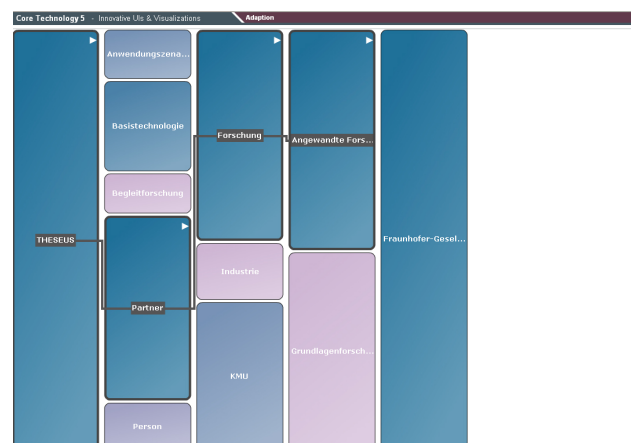 Core Technology 5 - Innovative UIs & Visualizations
Adaption
Anwendungszena...
Basistechnologie
Forschung
Angewandte Fors...
Begleitforschung
THESEUS
Fraunhofer-Gesel...
Industrie
Partner
Grundlagenforsch...
KMU
Person